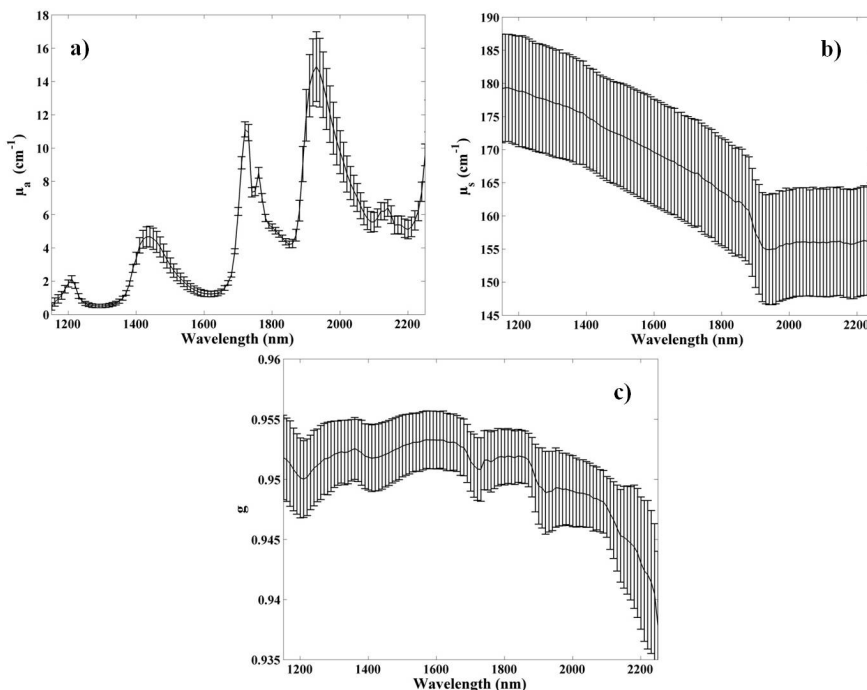 a)
18
16
14
12
10
8
6
4
2
0
μa (cm-1)
1200 1400 1600 1800 2000 2200
Wavelength (nm)
b)
190
185
180
175
170
165
160
155
150
145
μs (cm-1)
1200 1400 1600 1800 2000 2200
Wavelength (nm)
c)
0.96
0.955
0.95
0.945
0.94
0.935
g
1200 1400 1600 1800 2000 2200
Wavelength (nm)